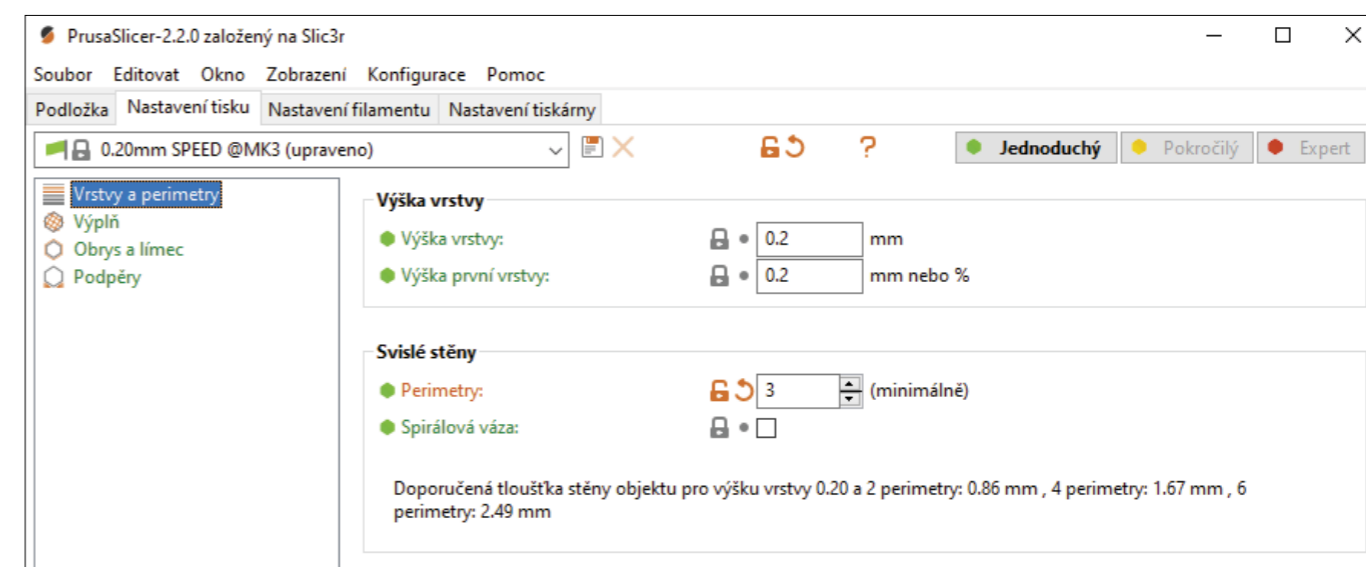 PrusaSlicer-2.2.0 založený na Slic3r
Soubor Editovat Okno Zobrazení Konfigurace Pomoc
Podložka Nastavení tisku Nastavení filamentu Nastavení tiskárny
0.20mm SPEED @MK3 (upraveno) ? Jednoduchý Pokročilý Expert
Vrstvy a perimetry
Výplň
Obrys a límec
Podpěry
Výška vrstvy
Výška vrstvy: 0.2 mm
Výška první vrstvy: 0.2 mm nebo %
Svislé stěny
Perimetry: 3 (minimálně)
Spirálová váza:
Doporučená tloušťka stěny objektu pro výšku vrstvy 0.20 a 2 perimetry: 0.86 mm , 4 perimetry: 1.67 mm , 6
perimetry: 2.49 mm